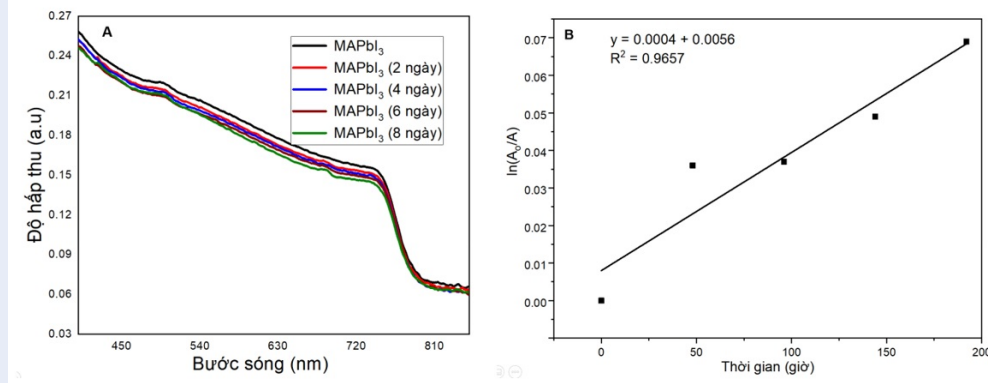 A
0.27
0.24
0.21
0.18
0.15
0.12
0.09
0.06
0.03
Độ hấp thu (a.u)
MAPbI₃
MAPbI₃ (2 ngày)
MAPbI₃ (4 ngày)
MAPbI₃ (6 ngày)
MAPbI₃ (8 ngày)
450 540 630 720 810
Bước sóng (nm)
B
y = 0.0004 + 0.0056
R² = 0.9657
0.07
0.06
0.05
0.04
0.03
0.02
0.01
0.00
ln(A₀/A)
0 50 100 150 200
Thời gian (giờ)